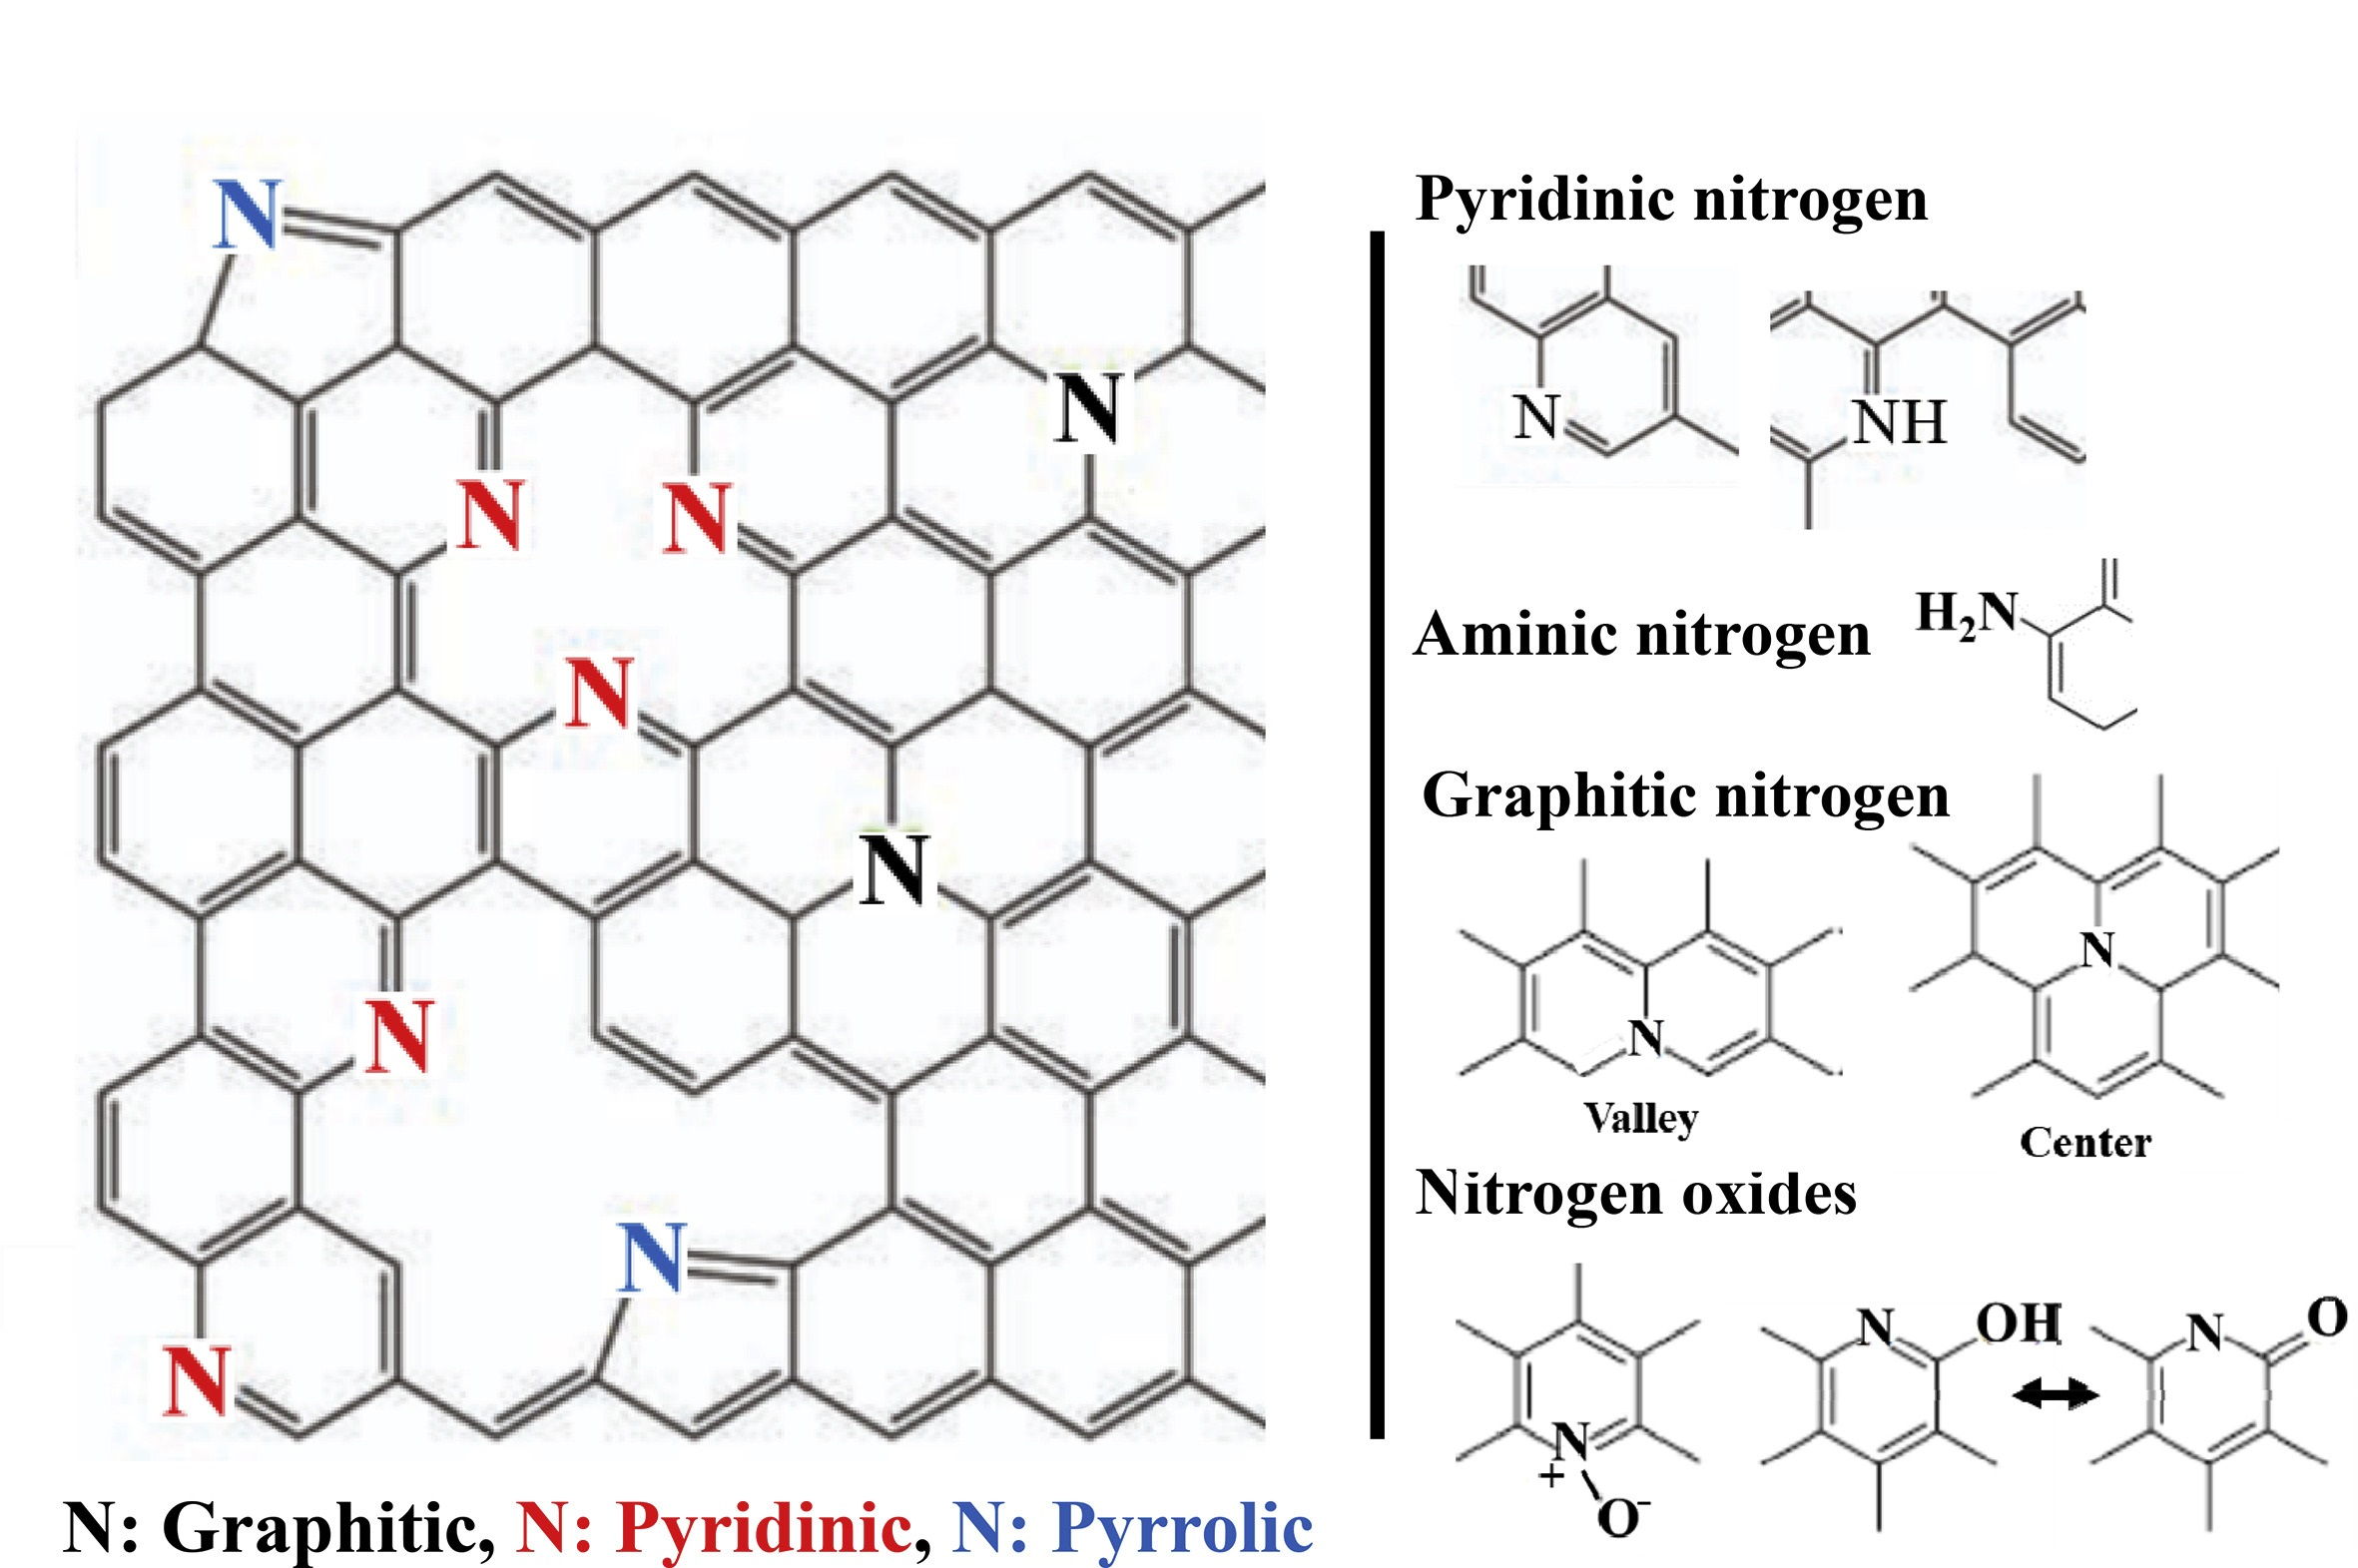 N
N
N N
N
N
N
N
N
N
N: Graphitic, N: Pyridinic, N: Pyrrolic
Pyridinic nitrogen
N NH
Aminic nitrogen H₂N
Graphitic nitrogen
N
N
Valley
Center
Nitrogen oxides
N OH N O
N
+
O-